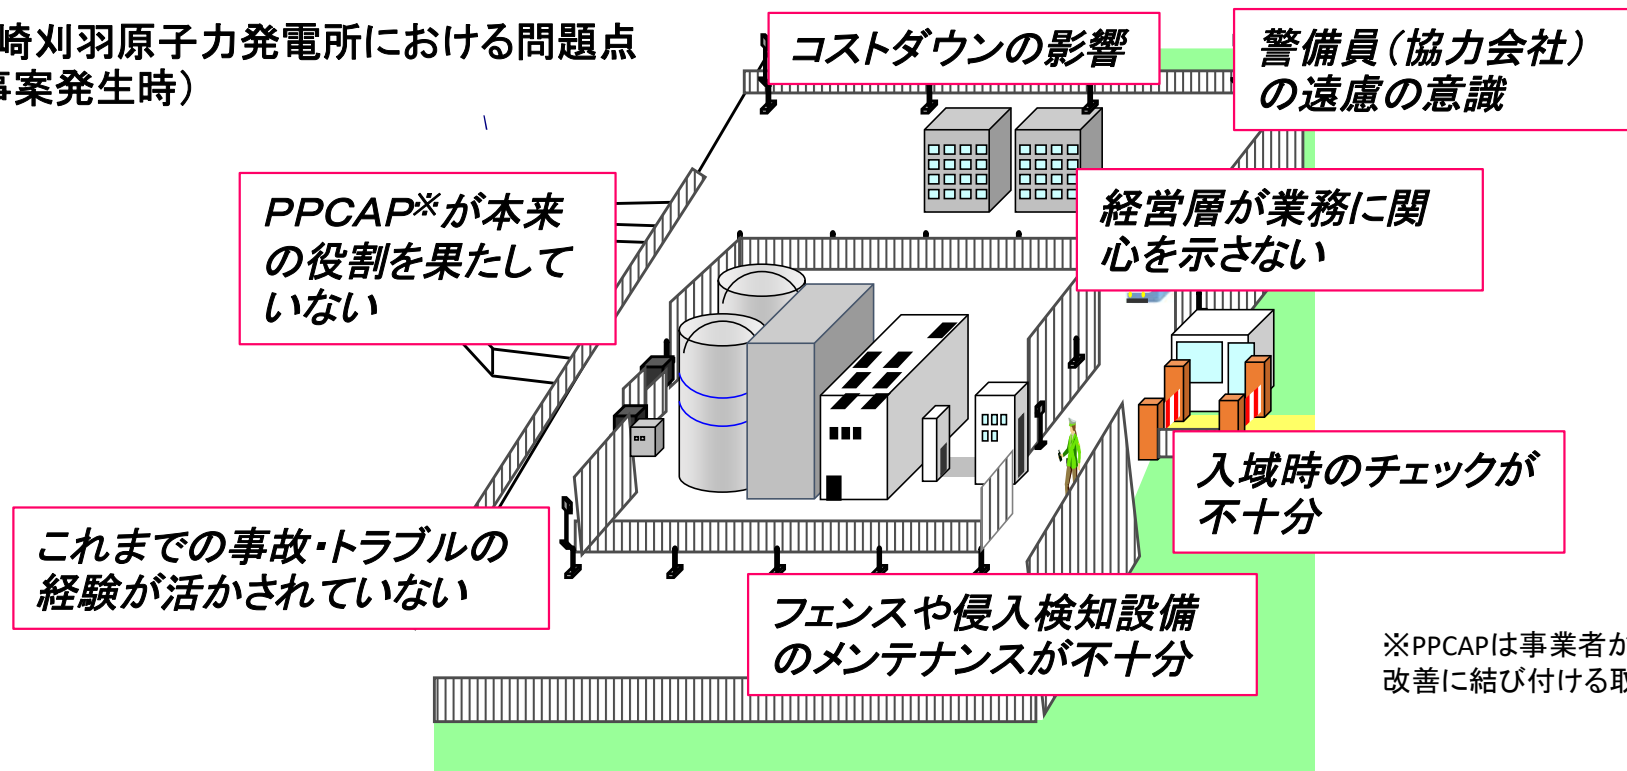 崎刈羽原子力発電所における問題点
事案発生時）
コストダウンの影響
警備員（協力会社）
の遠慮の意識
PPCAP※が本来
の役割を果たして
いない
経営層が業務に関
心を示さない
入域時のチェックが
不十分
これまでの事故・トラブルの
経験が活かされていない
フェンスや侵入検知設備
のメンテナンスが不十分
※PPCAPは事業者が
改善に結び付ける取